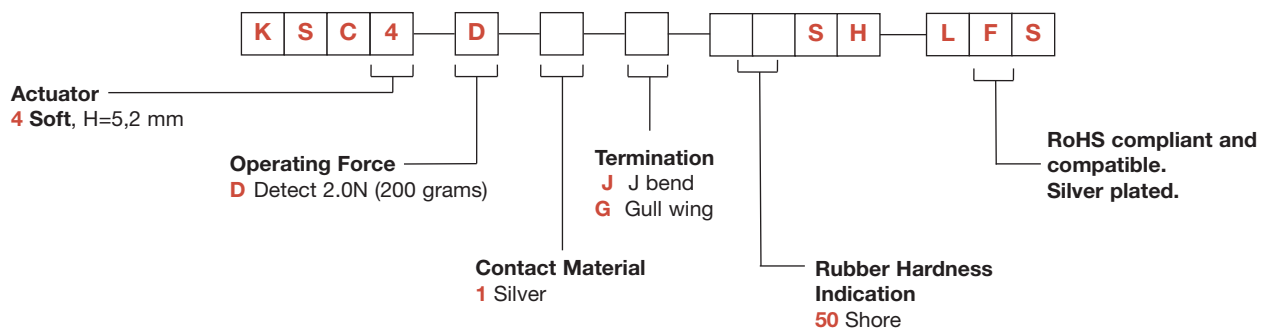 K S C 4 D S H L F S
Actuator
4 Soft, H=5,2 mm
Operating Force
D Detect 2.0N (200 grams)
Termination
J J bend
G Gull wing
RoHS compliant and
compatible.
Silver plated.
Contact Material
1 Silver
Rubber Hardness
Indication
50 Shore